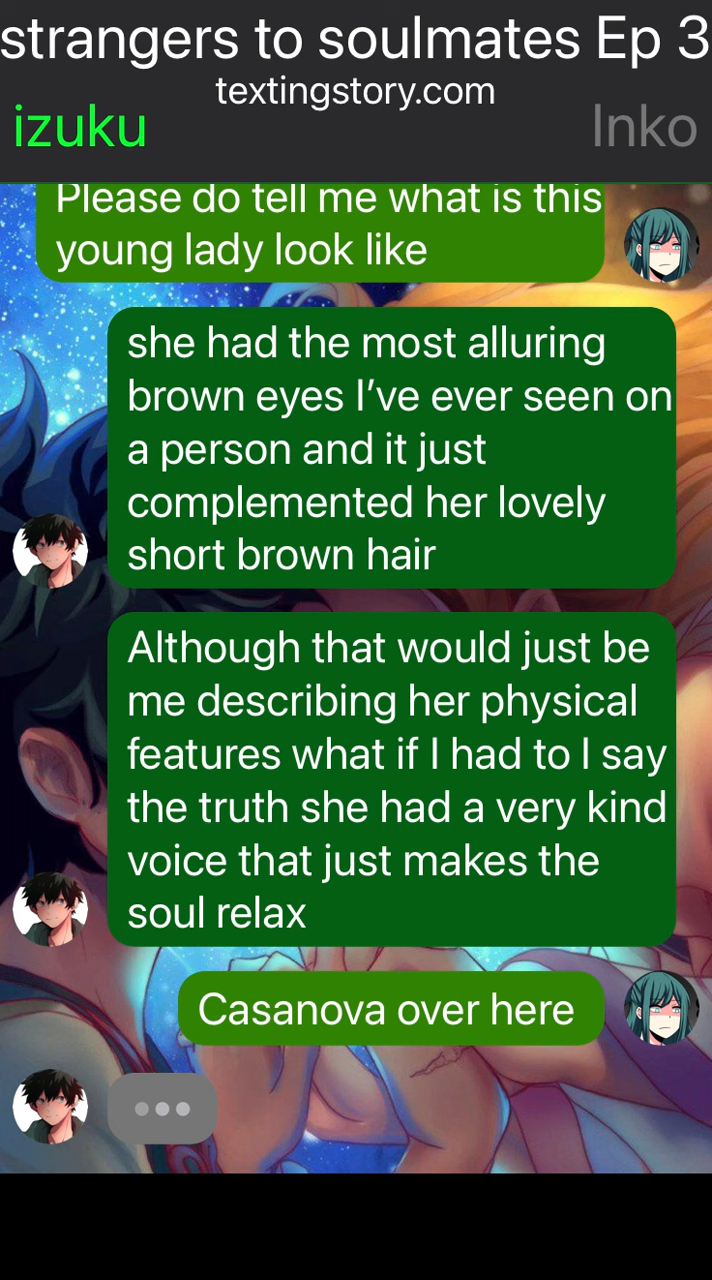 strangers to soulmates Ep 3
textingstory.com
izuku
Inko
Please do tell me what is this
young lady look like
she had the most alluring
brown eyes I’ve ever seen on
a person and it just
complemented her lovely
short brown hair
Although that would just be
me describing her physical
features what if I had to I say
the truth she had a very kind
voice that just makes the
soul relax
Casanova over here